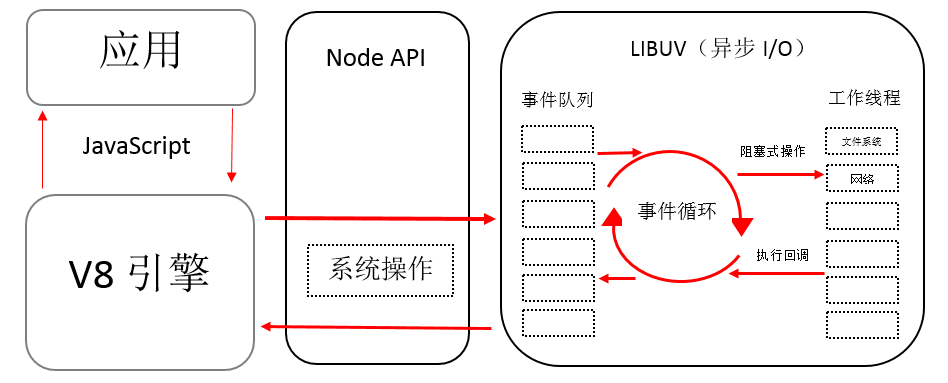 应用
JavaScript
V8 引擎
Node API
系统操作
LIBUV（异步 I/O）
事件队列
工作线程
文件系统
阻塞式操作
网络
事件循环
执行回调